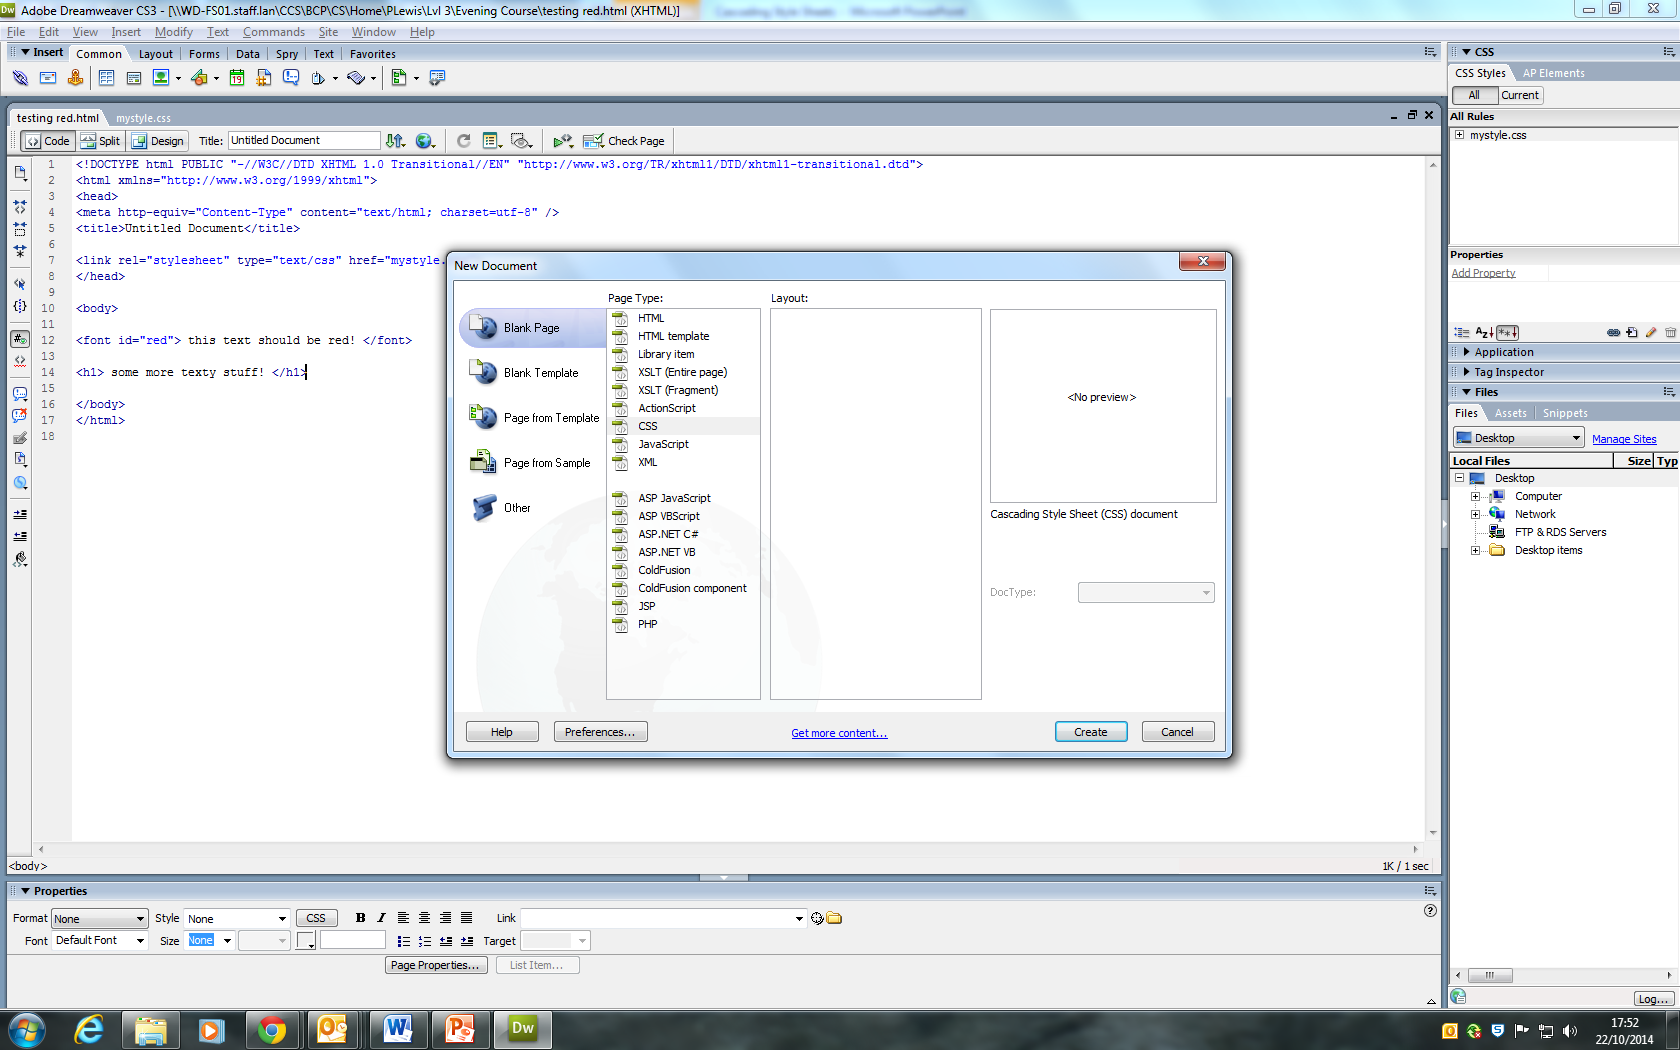 Adobe Dreamweaver CS3 - [\\WD-FS01.staff.lan\CCS\BCP\CS\Home\PLewis\Lvl 3\Evening Course\testing red.html (XHTML)]
Cascading Style Sheets - Microsoft PowerPoint
File Edit View Insert Modify Text Commands Site Window Help
Insert Common Layout Forms Data Spry Text Favorites
testing red.html mystyle.css
Code Split Design Title: Untitled Document Check Page
1 <!DOCTYPE html PUBLIC "-//W3C//DTD XHTML 1.0 Transitional//EN" "http://www.w3.org/TR/xhtml1/DTD/xhtml1-transitional.dtd">
2 <html xmlns="http://www.w3.org/1999/xhtml">
3 <head>
4 <meta http-equiv="Content-Type" content="text/html; charset=utf-8" />
5 <title>Untitled Document</title>
6
7 <link rel="stylesheet" type="text/css" href="mystyle.
8 </head>
9
10 <body>
11
12 <font id="red"> this text should be red! </font>
13
14 <h1> some more texty stuff! </h1>
15
16 </body>
17 </html>
18
<body>
1K / 1 sec
New Document
Blank Page
Blank Template
Page from Template
Page from Sample
Other
Page Type:
HTML
HTML template
Library item
XSLT (Entire page)
XSLT (Fragment)
ActionScript
CSS
JavaScript
XML
ASP JavaScript
ASP VBScript
ASP.NET C#
ASP.NET VB
ColdFusion
ColdFusion component
JSP
PHP
Layout:
<No preview>
Cascading Style Sheet (CSS) document
DocType:
Help Preferences... Get more content... Create Cancel
CSS
CSS Styles AP Elements
All Current
All Rules
mystyle.css
Properties
Add Property
Application
Tag Inspector
Files
Files Assets Snippets
Desktop Manage Sites
Local Files Size Typ
Desktop
Computer
Network
FTP & RDS Servers
Desktop items
Log...
Properties
Format None Style None CSS B I Link
Font Default Font Size None Target
Page Properties... List Item...
Dw
17:52
22/10/2014